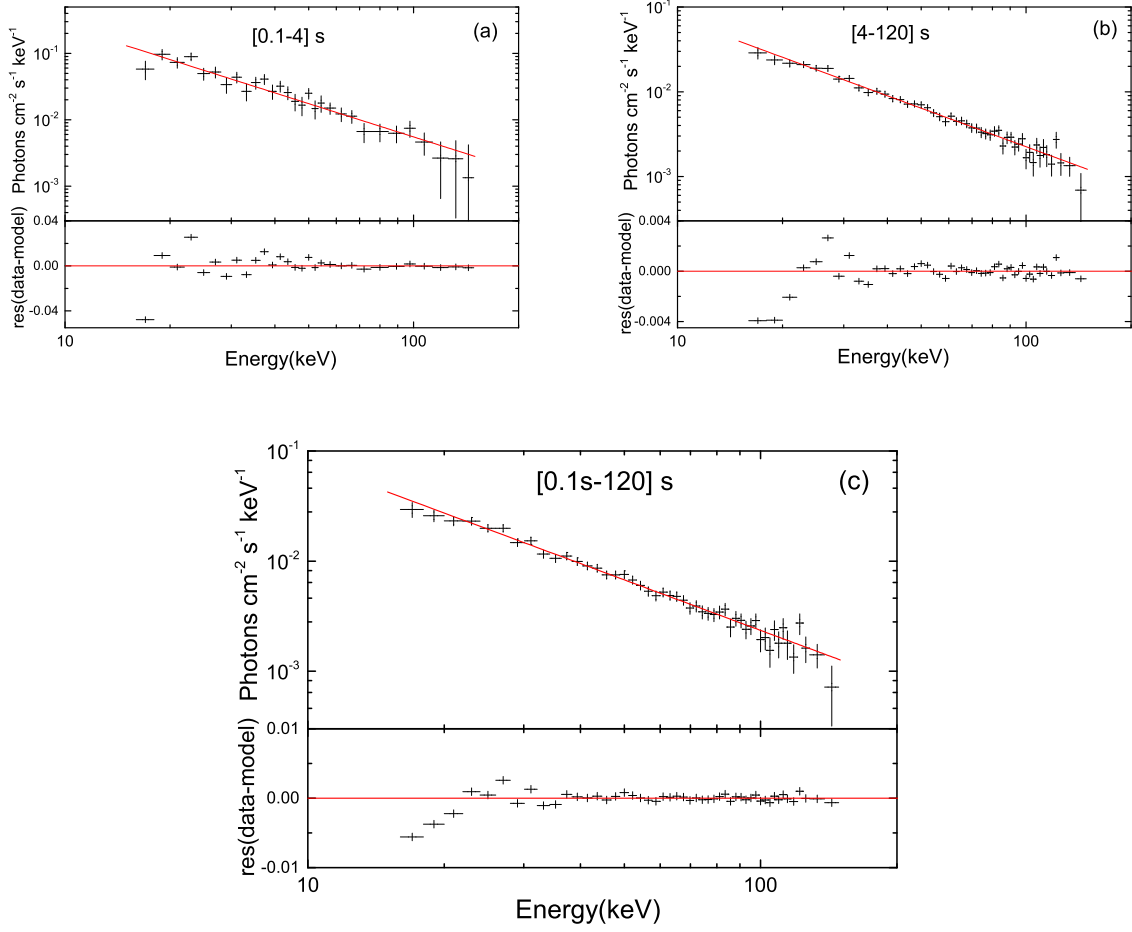 [0.1-4] s
(a)
Photons cm⁻² s⁻¹ keV⁻¹
10⁻¹
10⁻²
10⁻³
0.04
0.00
-0.04
res(data-model)
10
100
Energy(keV)
[4-120] s
(b)
Photons cm⁻² s⁻¹ keV⁻¹
10⁻¹
10⁻²
10⁻³
0.004
0.000
-0.004
res(data-model)
10
100
Energy(keV)
[0.1s-120] s
(c)
Photons cm⁻² s⁻¹ keV⁻¹
10⁻¹
10⁻²
10⁻³
0.01
0.00
-0.01
res(data-model)
10
100
Energy(keV)